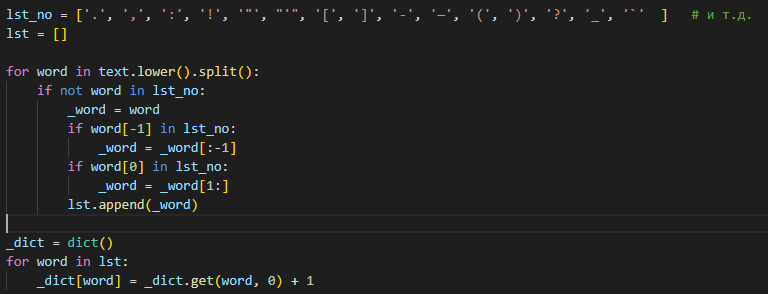 lst_no = ['.', ',', ':', '!', '"', "'", '[', ']', '-', '—', '(', ')', '?', '_', '`'  ]   # и т.д.
lst = []

for word in text.lower().split():
    if not word in lst_no:
        _word = word
        if word[-1] in lst_no:
            _word = _word[:-1]
        if word[0] in lst_no:
            _word = _word[1:]
        lst.append(_word)

_dict = dict()
for word in lst:
    _dict[word] = _dict.get(word, 0) + 1